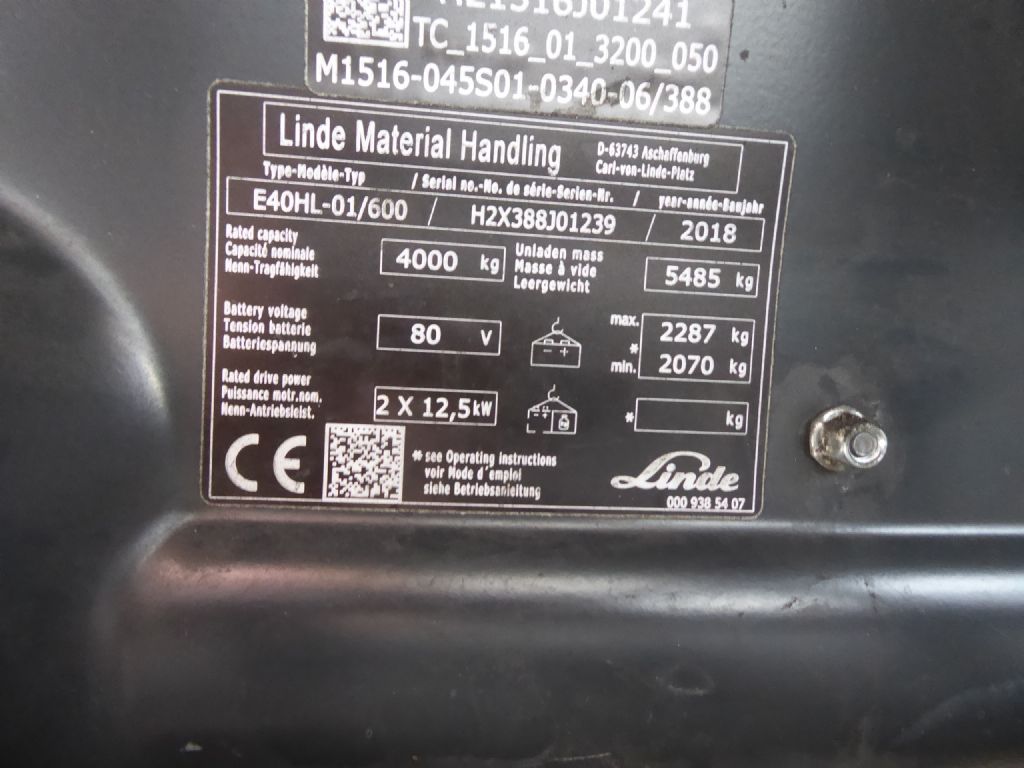 TC_1516_01_3200_050
M1516-045S01-0340-06/388
Linde Material Handling
D-63743 Aschaffenburg
Carl-von-Linde-Platz
Type-Modèle-Typ / Serial no.-No. de série-Serien-Nr. / year-année-Baujahr
E40HL-01/600 / H2X388J01239 / 2018
Rated capacity
Capacité nominale
Nenn-Tragfähigkeit
4000 kg
Unladen mass
Masse à vide
Leergewicht
5485 kg
Battery voltage
Tension batterie
Batteriespannung
80 V
- +
max. 2287 kg
*
min. 2070 kg
Rated drive power
Puissance motr.nom.
Nenn-Antriebsleist.
2 X 12,5kW
* kg
CE
* see Operating instructions
voir Mode d'emploi
siehe Betriebsanleitung
Linde
000 938 54 07